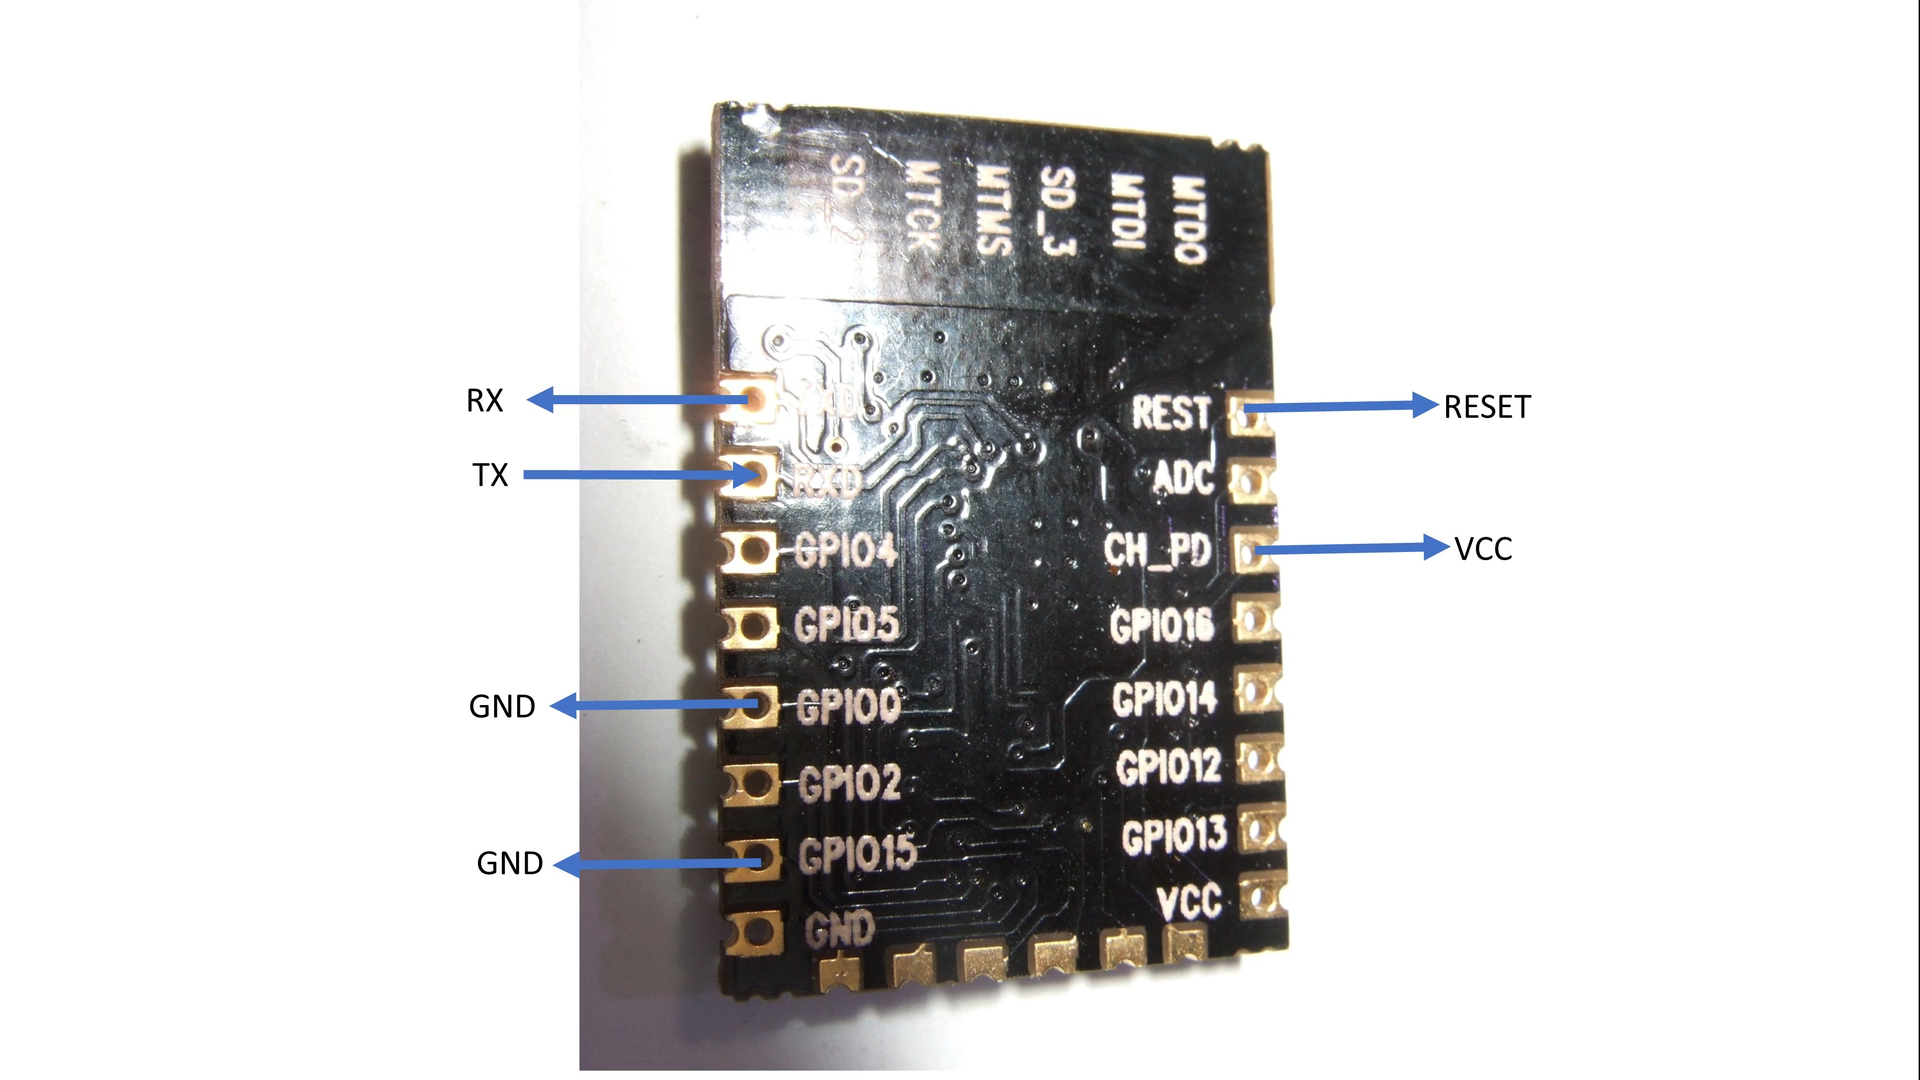 SD_2
MTCK
MTMS
SD_3
MTDI
MTDO
RX
TXD
REST
RESET
TX
RXD
ADC
GPIO4
CH_PD
VCC
GPIO5
GPIO16
GND
GPIO0
GPIO14
GPIO2
GPIO12
GND
GPIO15
GPIO13
GND
VCC